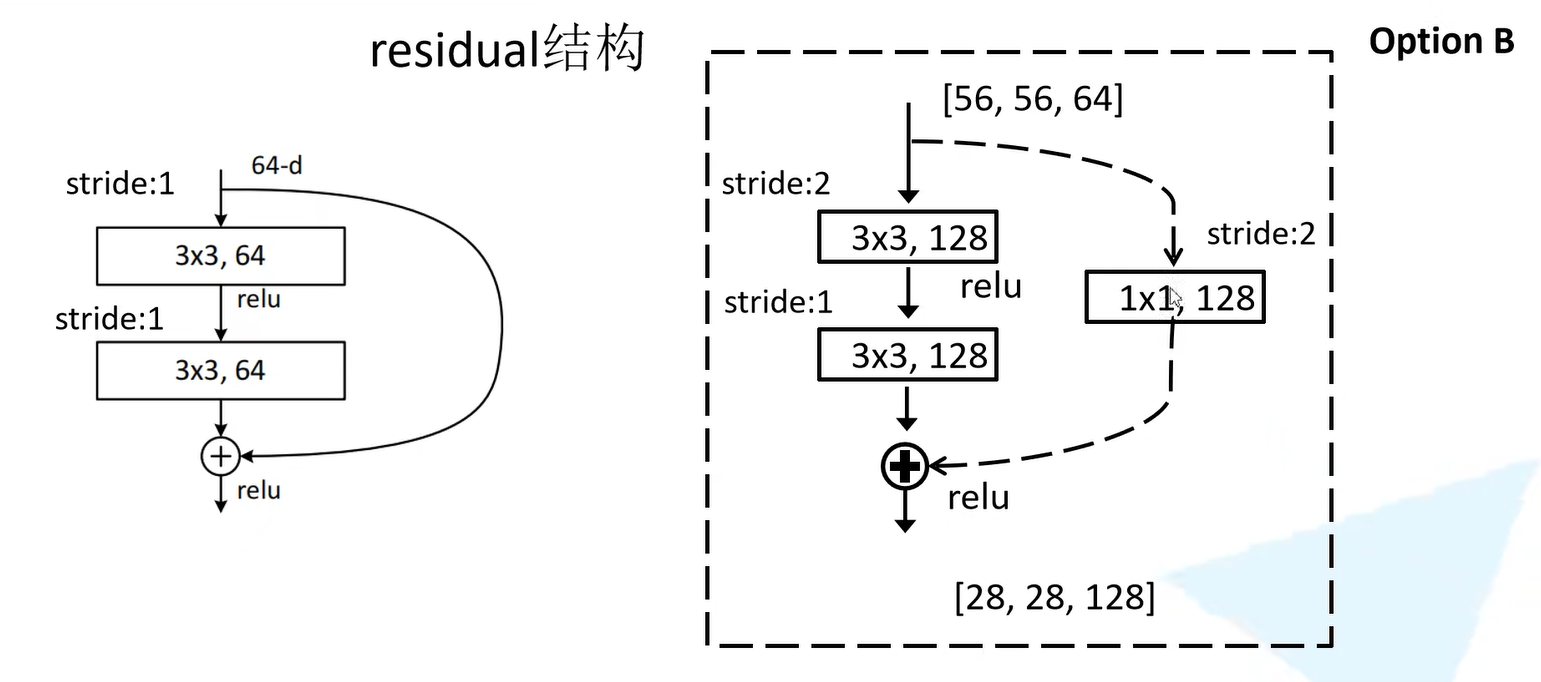 residual结构
Option B
64-d
stride:1
3x3, 64
relu
stride:1
3x3, 64
relu
[56, 56, 64]
stride:2
3x3, 128
relu
stride:1
3x3, 128
stride:2
1x1, 128
relu
[28, 28, 128]